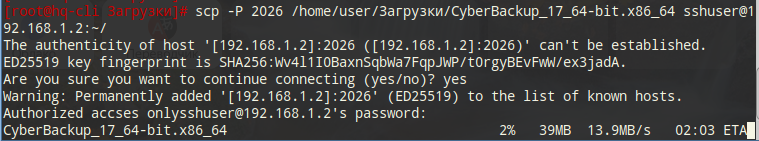 [root@hq-cli Загрузки]# scp -P 2026 /home/user/Загрузки/CyberBackup_17_64-bit.x86_64 sshuser@1
92.168.1.2:~/
The authenticity of host '[192.168.1.2]:2026 ([192.168.1.2]:2026)' can't be established.
ED25519 key fingerprint is SHA256:Wv4l1IOBaxnSqbWa7FqpJWP/tOrgyBEvFwW/ex3jadA.
Are you sure you want to continue connecting (yes/no)? yes
Warning: Permanently added '[192.168.1.2]:2026' (ED25519) to the list of known hosts.
Authorized accses onlysshuser@192.168.1.2's password:
CyberBackup_17_64-bit.x86_64 2% 39MB 13.9MB/s 02:03 ETA